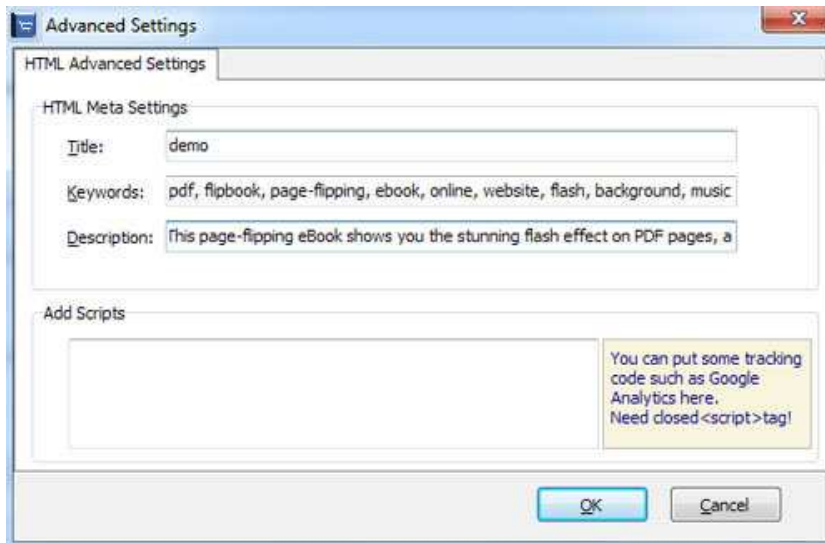 Advanced Settings
HTML Advanced Settings
HTML Meta Settings
Title: demo
Keywords: pdf, flipbook, page-flipping, ebook, online, website, flash, background, music
Description: This page-flipping eBook shows you the stunning flash effect on PDF pages, a
Add Scripts
You can put some tracking
code such as Google
Analytics here.
Need closed<script>tag!
OK Cancel